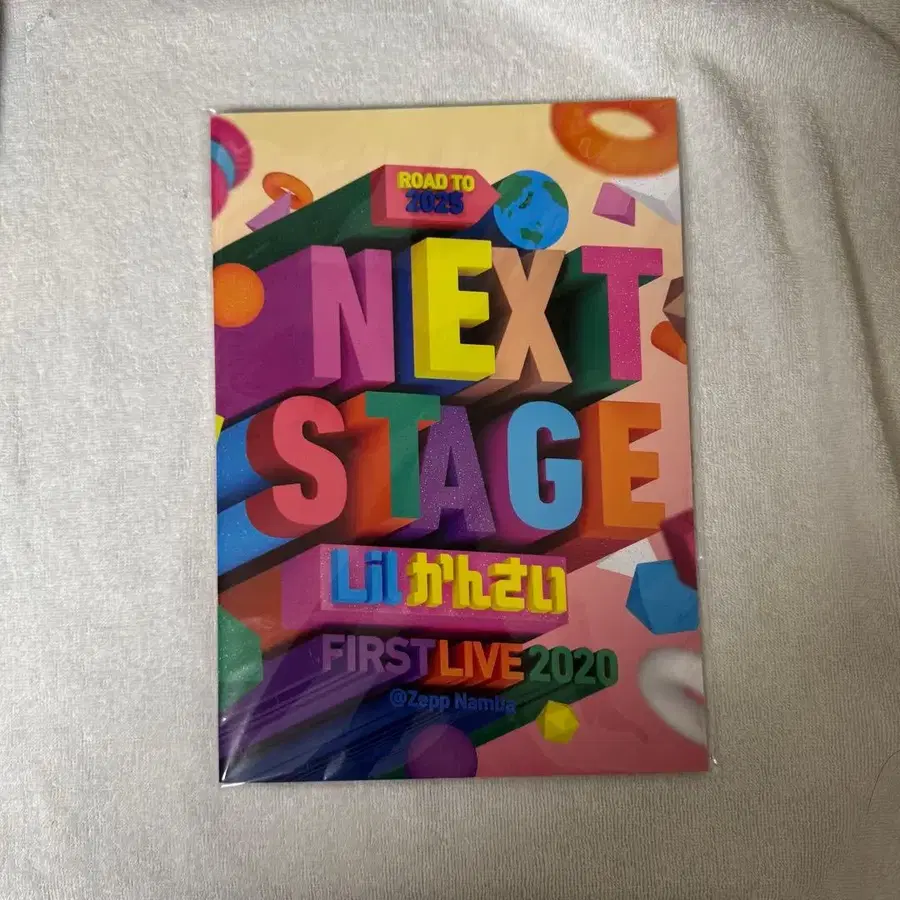 ROAD TO
2025
NEXT
STAGE
Lilかんさい
FIRST LIVE 2020
@Zepp Namba